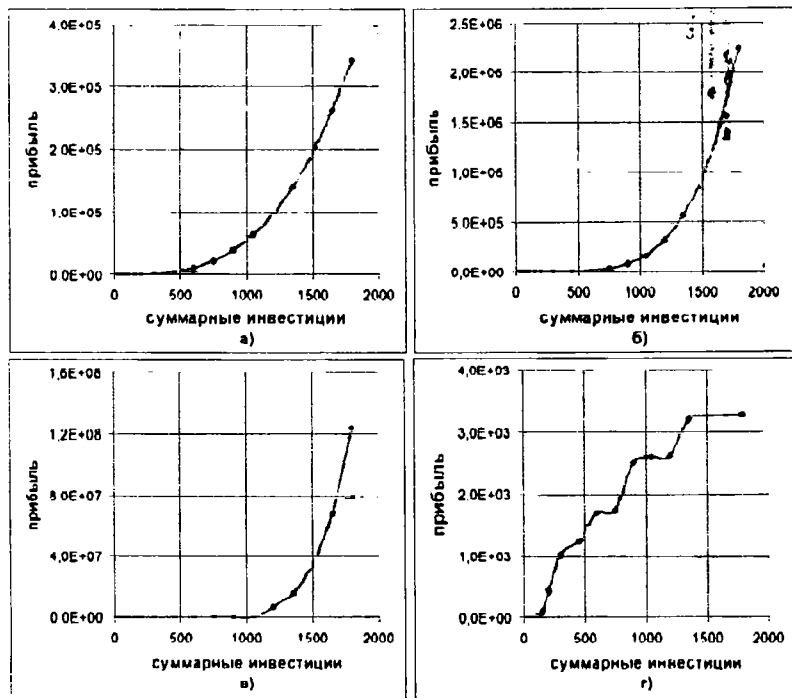 4.0E+05
3.0E+05
2.0E+05
1.0E+05
0.0E+00
прибыль
0 500 1000 1500 2000
суммарные инвестиции
а)
2.5E+06
2,0E+06
1.5E+06
1.0E+06
5.0E+05
0,0E+00
прибыль
0 500 1000 1500 2000
суммарные инвестиции
б)
1,6E+08
1,2E+08
8.0E+07
4.0E+07
0.0E+00
прибыль
0 500 1000 1500 2000
суммарные инвестиции
в)
4,0E+03
3,0E+03
2,0E+03
1,0E+03
0,0E+00
прибыль
0 500 1000 1500 2000
суммарные инвестиции
г)